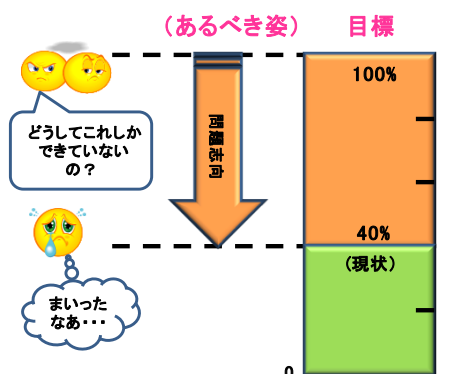 (あるべき姿) 目標
100%
どうしてこれしか
できていない
の?
問題志向
40%
(現状)
まいった
なあ・・・
0